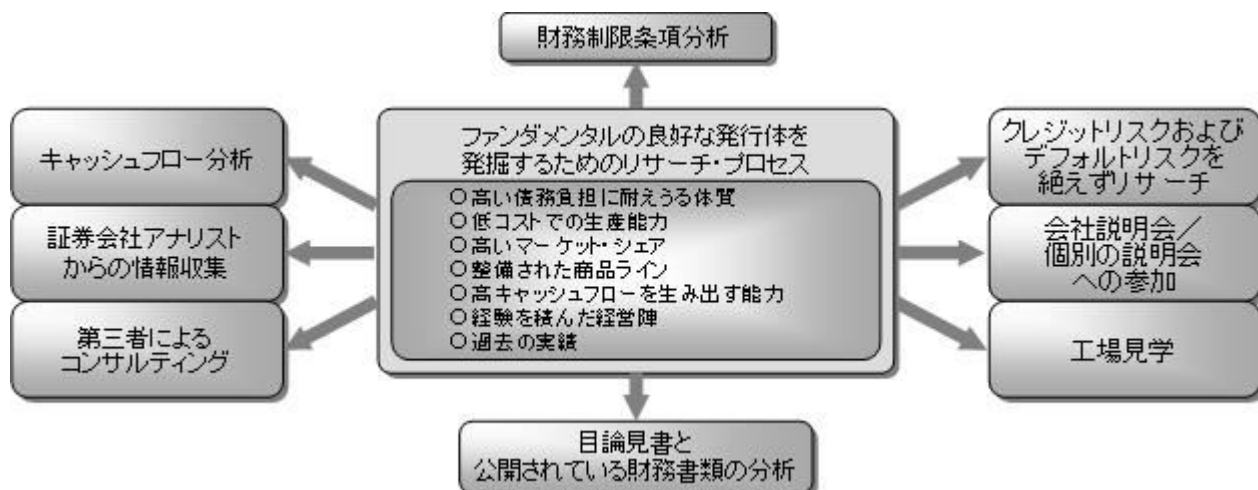 財務制限条項分析
キャッシュフロー分析
証券会社アナリスト
からの情報収集
第三者による
コンサルティング
ファンダメンタルの良好な発行体を
発掘するためのリサーチ・プロセス
○高い債務負担に耐えうる体質
○低コストでの生産能力
○高いマーケット・シェア
○整備された商品ライン
○高キャッシュフローを生み出す能力
○経験を積んだ経営陣
○過去の実績
クレジットリスクおよび
デフォルトリスクを
絶えずリサーチ
会社説明会／
個別の説明会
への参加
工場見学
目論見書と
公開されている財務書類の分析